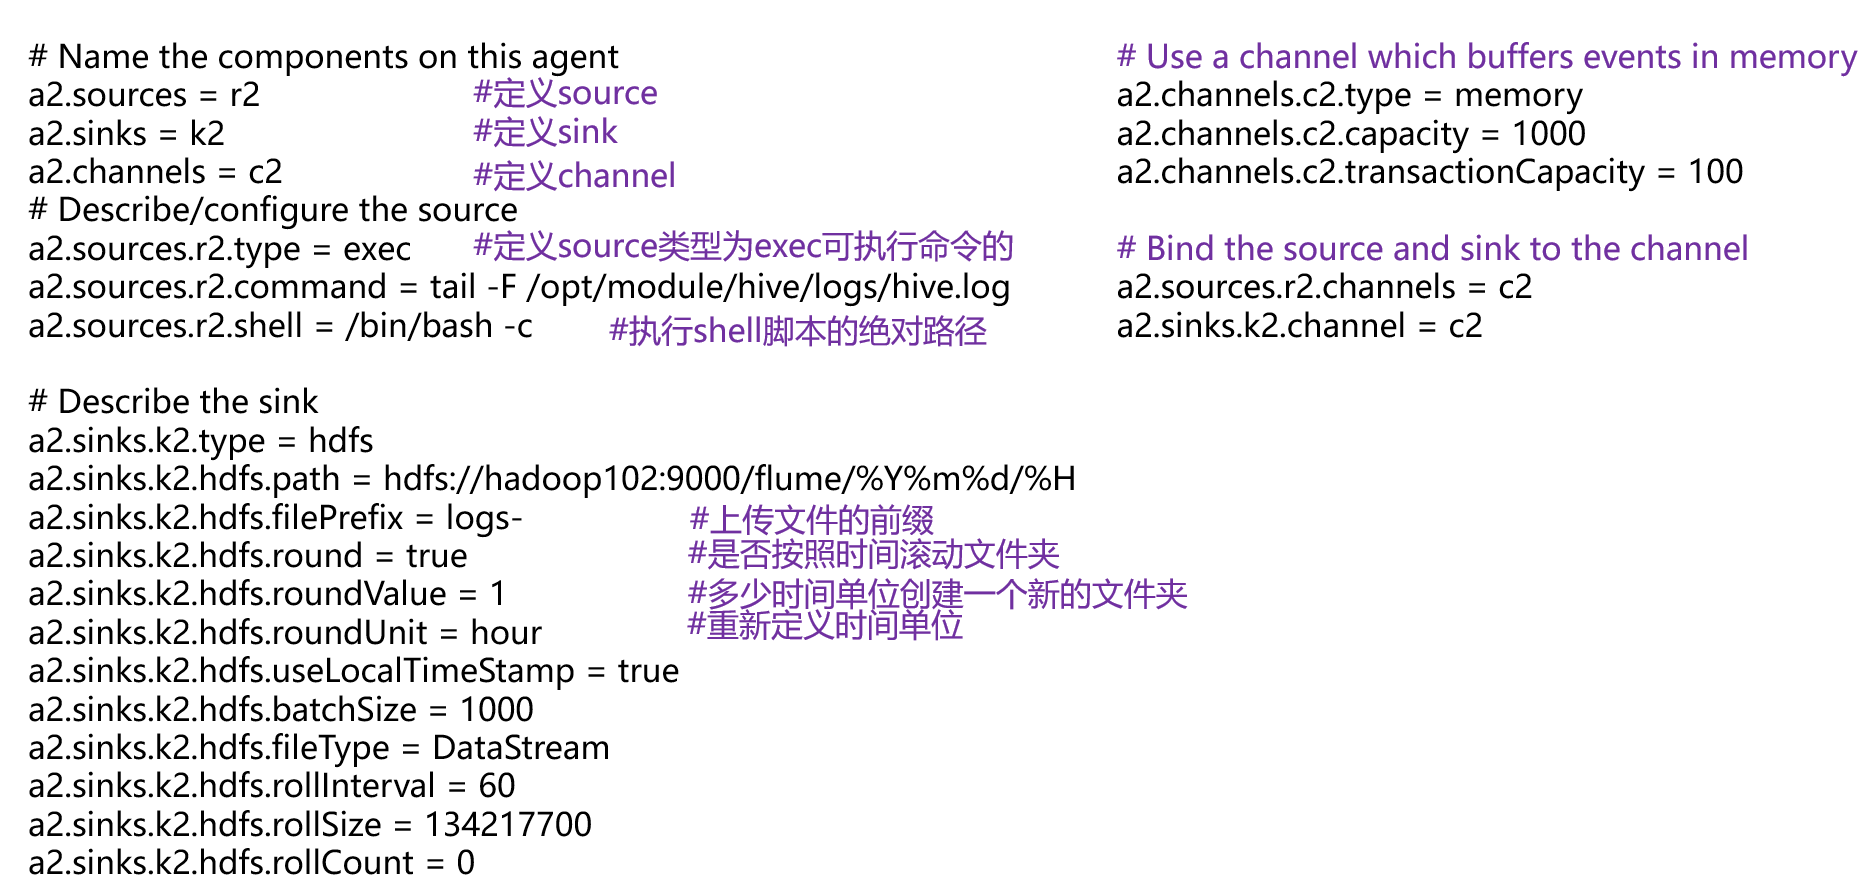 # Name the components on this agent
a2.sources = r2 #定义source
a2.sinks = k2 #定义sink
a2.channels = c2 #定义channel
# Describe/configure the source
a2.sources.r2.type = exec #定义source类型为exec可执行命令的
a2.sources.r2.command = tail -F /opt/module/hive/logs/hive.log
a2.sources.r2.shell = /bin/bash -c #执行shell脚本的绝对路径
# Describe the sink
a2.sinks.k2.type = hdfs
a2.sinks.k2.hdfs.path = hdfs://hadoop102:9000/flume/%Y%m%d/%H
a2.sinks.k2.hdfs.filePrefix = logs- #上传文件的前缀
a2.sinks.k2.hdfs.round = true #是否按照时间滚动文件夹
a2.sinks.k2.hdfs.roundValue = 1 #多少时间单位创建一个新的文件夹
a2.sinks.k2.hdfs.roundUnit = hour #重新定义时间单位
a2.sinks.k2.hdfs.useLocalTimeStamp = true
a2.sinks.k2.hdfs.batchSize = 1000
a2.sinks.k2.hdfs.fileType = DataStream
a2.sinks.k2.hdfs.rollInterval = 60
a2.sinks.k2.hdfs.rollSize = 134217700
a2.sinks.k2.hdfs.rollCount = 0
# Use a channel which buffers events in memory
a2.channels.c2.type = memory
a2.channels.c2.capacity = 1000
a2.channels.c2.transactionCapacity = 100
# Bind the source and sink to the channel
a2.sources.r2.channels = c2
a2.sinks.k2.channel = c2